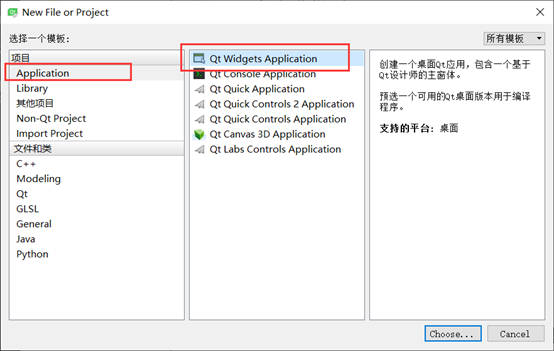 New File or Project
选择一个模板:
所有模板
项目
Application
Library
其他项目
Non-Qt Project
Import Project
文件和类
C++
Modeling
Qt
GLSL
General
Java
Python
Qt Widgets Application
Qt Console Application
Qt Quick Application
Qt Quick Controls 2 Application
Qt Quick Controls Application
Qt Canvas 3D Application
Qt Labs Controls Application
创建一个桌面Qt应用，包含一个基于
Qt设计师的主窗体。
预选一个可用的Qt桌面版本用于编译
程序。
支持的平台: 桌面
Choose...
Cancel